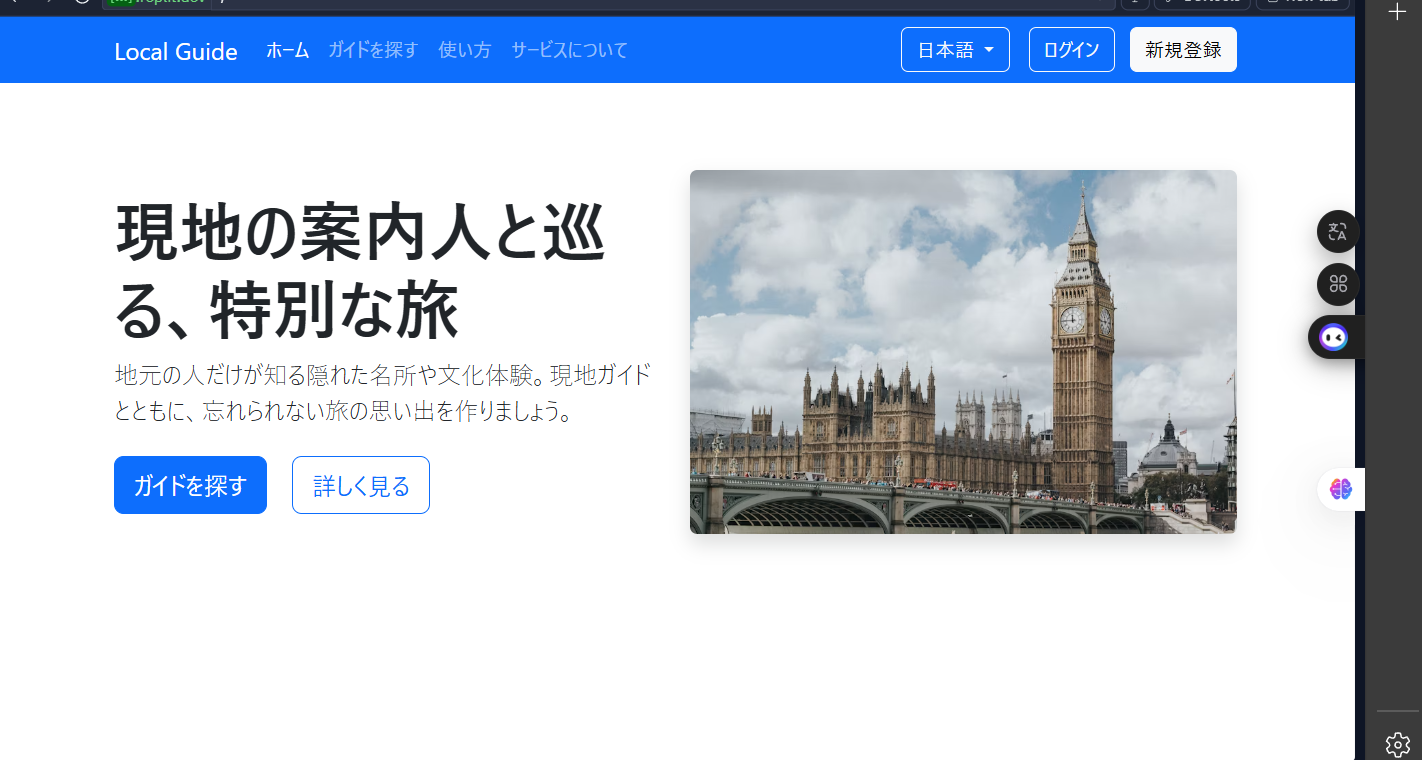 Local Guide
ホーム
ガイドを探す
使い方
サービスについて
日本語
ログイン
新規登録
現地の案内人と巡
る、特別な旅
地元の人だけが知る隠れた名所や文化体験。現地ガイド
とともに、忘れられない旅の思い出を作りましょう。
ガイドを探す
詳しく見る